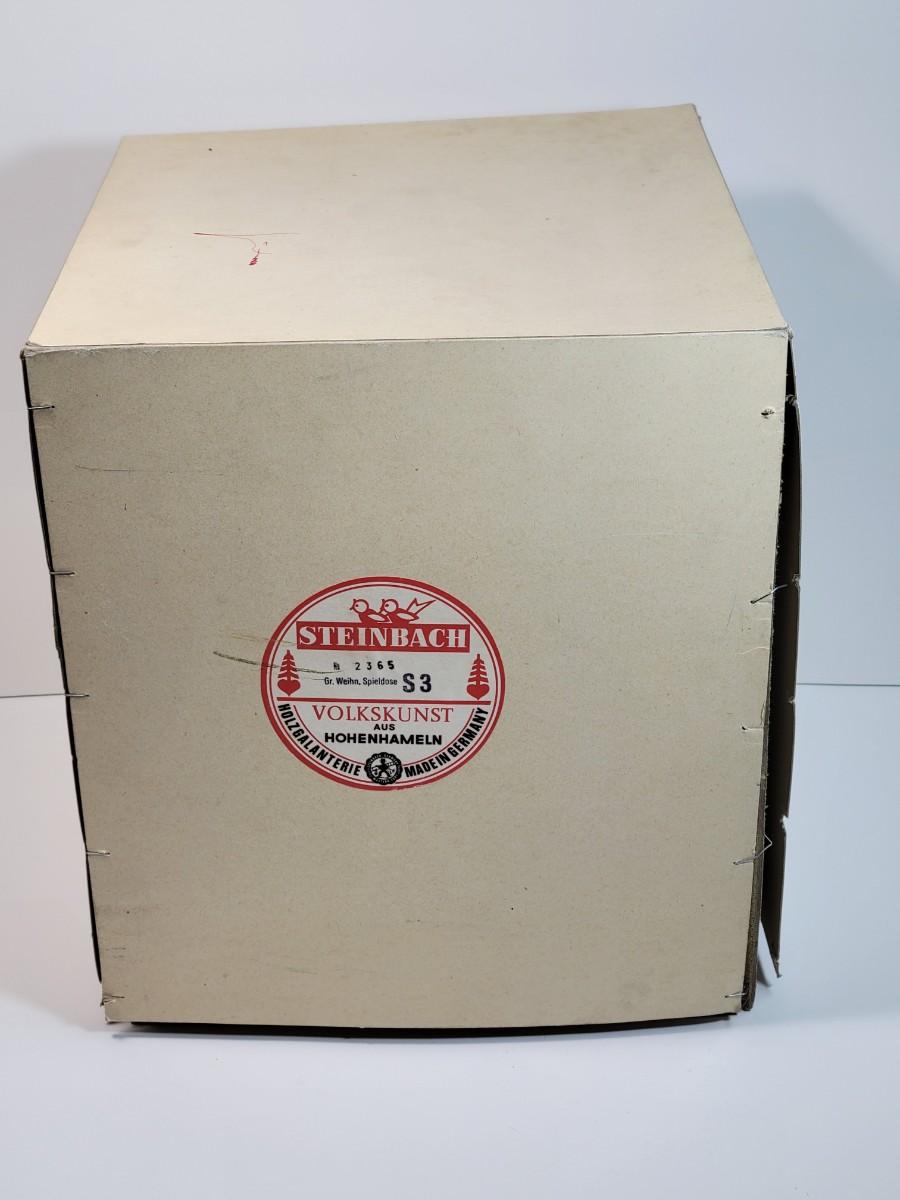 STEINBACH
2365
Gr. Weihn. Spieldose S3
VOLKSKUNST
AUS
HOHENHAMELN
HOLZGALANTERIE MADE IN GERMANY